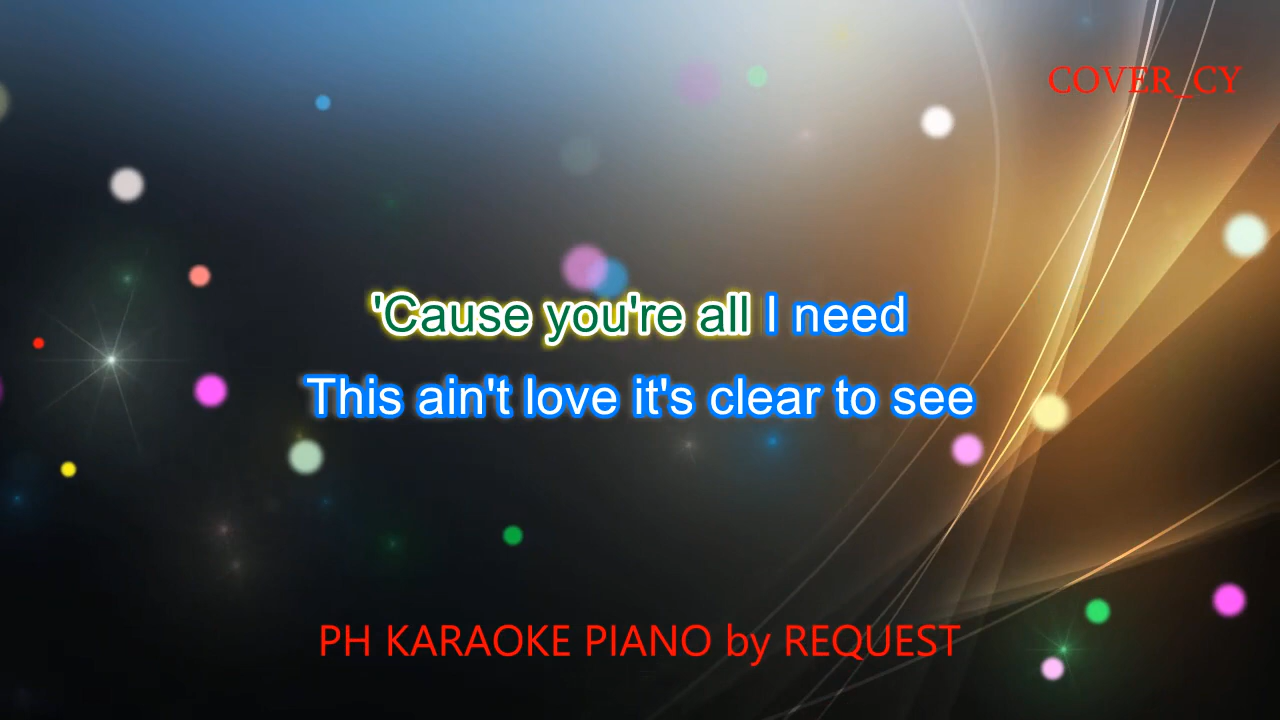 COVER_CY
'Cause you're all I need
This ain't love it's clear to see
PH KARAOKE PIANO by REQUEST